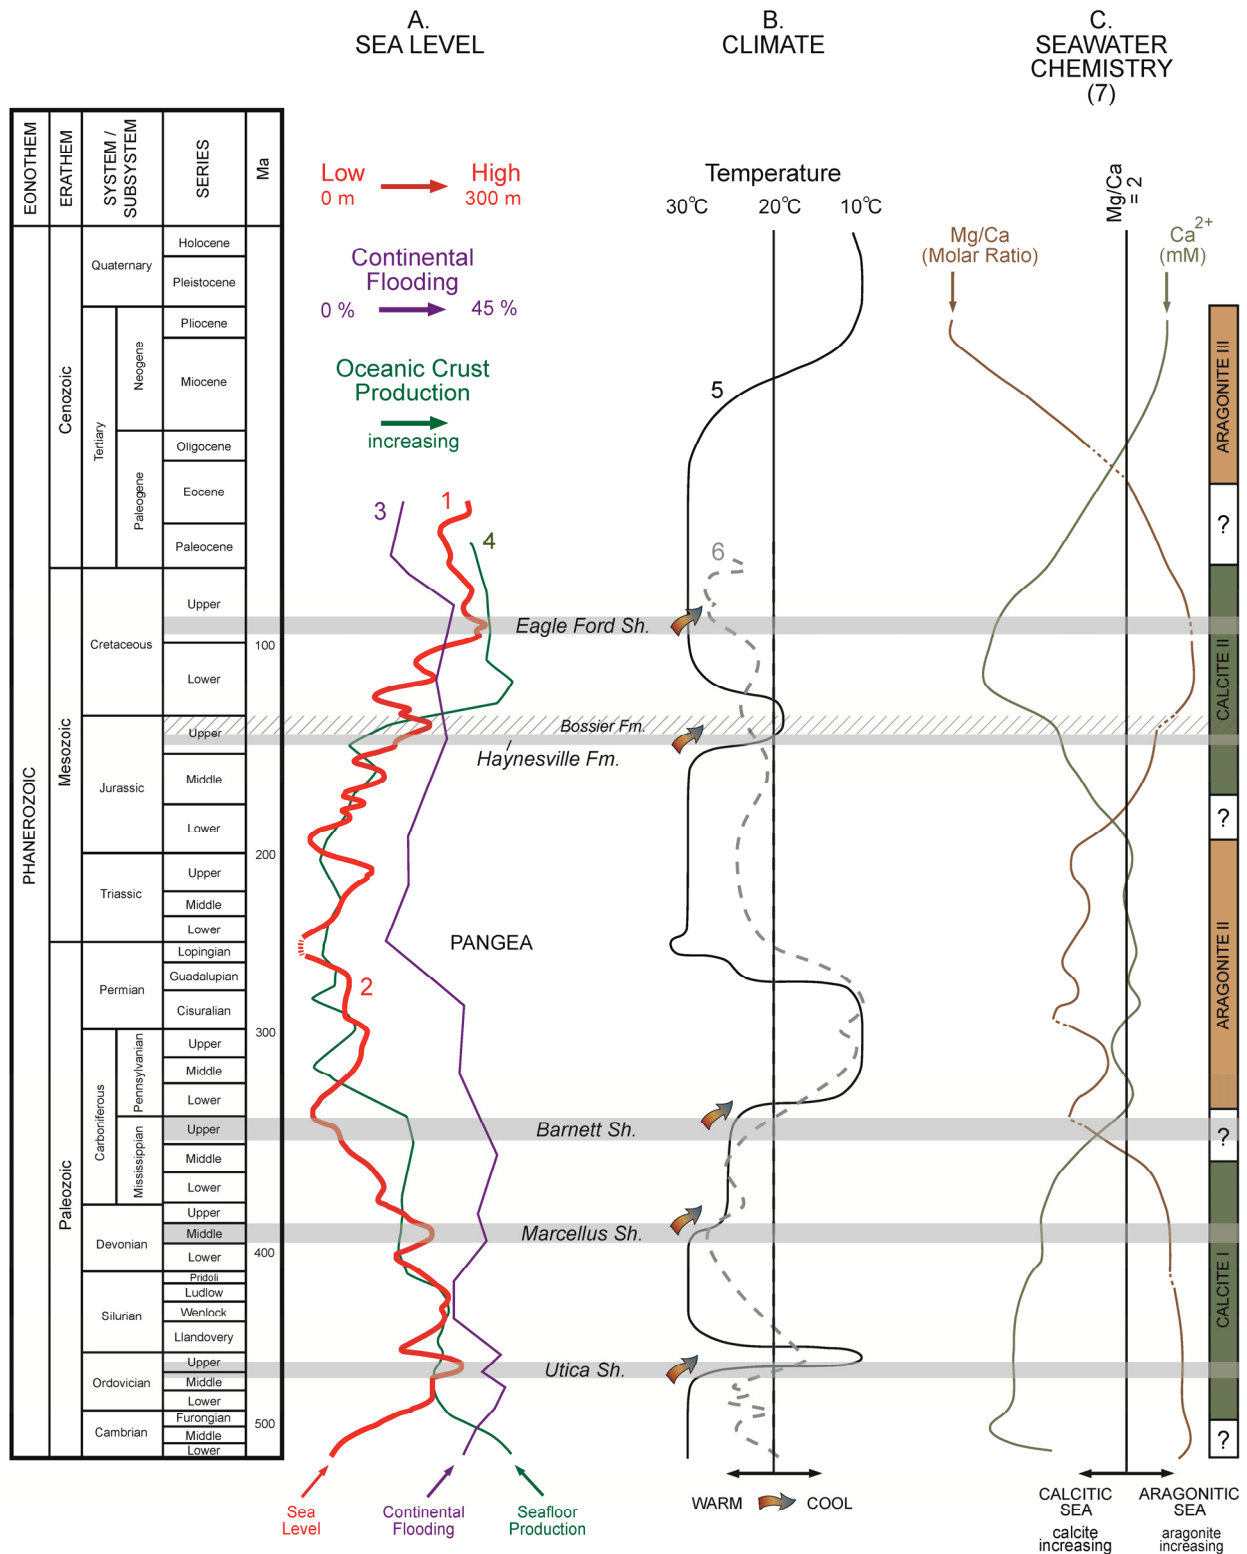 A.
SEA LEVEL
B.
CLIMATE
C.
SEAWATER
CHEMISTRY
(7)
EONOTHEM
ERATHEM
SYSTEM /
SUBSYSTEM
SERIES
Ma
Low
0 m
High
300 m
Continental
Flooding
0 %
45 %
Oceanic Crust
Production
increasing
Temperature
30°C
20°C
10°C
Mg/Ca
= 2
Mg/Ca
(Molar Ratio)
Ca2+
(mM)
PHANEROZOIC
Cenozoic
Mesozoic
Paleozoic
Quaternary
Tertiary
Neogene
Paleogene
Cretaceous
Jurassic
Triassic
Permian
Carboniferous
Pennsylvanian
Mississippian
Devonian
Silurian
Ordovician
Cambrian
Holocene
Pleistocene
Pliocene
Miocene
Oligocene
Eocene
Paleocene
Upper
Lower
Upper
Middle
Lower
Upper
Middle
Lower
Lopingian
Guadalupian
Cisuralian
Upper
Middle
Lower
Upper
Middle
Lower
Upper
Middle
Lower
Pridoli
Ludlow
Wenlock
Llandovery
Upper
Middle
Lower
Furongian
Middle
Lower
100
200
300
400
500
3
1
4
2
5
6
Eagle Ford Sh.
Bossier Fm.
Haynesville Fm.
PANGEA
Barnett Sh.
Marcellus Sh.
Utica Sh.
ARAGONITE III
?
CALCITE II
?
ARAGONITE II
?
CALCITE I
?
Sea
Level
Continental
Flooding
Seafloor
Production
WARM
COOL
CALCITIC
SEA
calcite
increasing
ARAGONITIC
SEA
aragonite
increasing